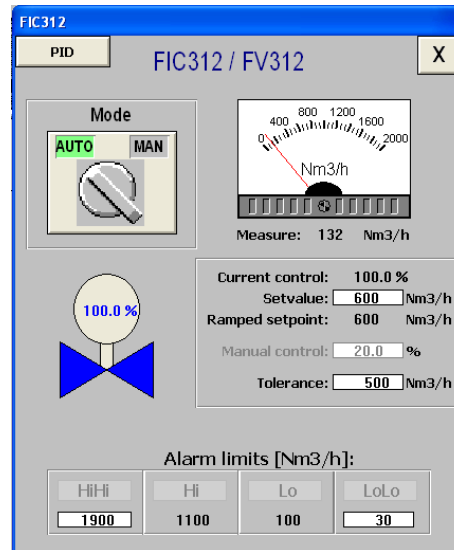 FIC312
PID
FIC312 / FV312
X
Mode
AUTO MAN
0 400 800 1200 1600 2000
Nm3/h
Measure: 132 Nm3/h
100.0 %
Current control: 100.0 %
Setvalue: 600 Nm3/h
Ramped setpoint: 600 Nm3/h
Manual control: 20.0 %
Tolerance: 500 Nm3/h
Alarm limits [Nm3/h]:
HiHi Hi Lo LoLo
1900 1100 100 30